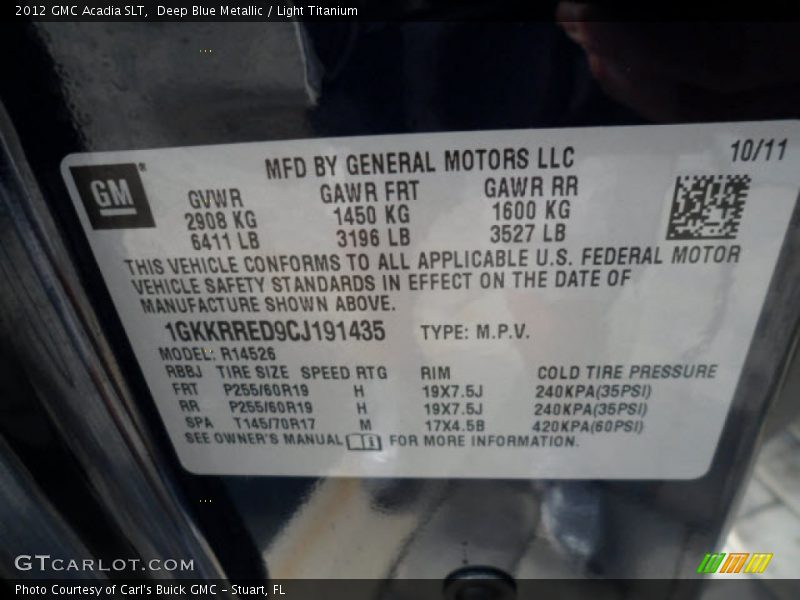 2012 GMC Acadia SLT,  Deep Blue Metallic / Light Titanium
10/11
GM
MFD BY GENERAL MOTORS LLC
GVWR GAWR FRT GAWR RR
2908 KG 1450 KG 1600 KG
6411 LB 3196 LB 3527 LB
THIS VEHICLE CONFORMS TO ALL APPLICABLE U.S. FEDERAL MOTOR
VEHICLE SAFETY STANDARDS IN EFFECT ON THE DATE OF
MANUFACTURE SHOWN ABOVE.
1GKKRRED9CJ191435 TYPE: M.P.V.
MODEL: R14526
RBBJ TIRE SIZE SPEED RTG RIM COLD TIRE PRESSURE
FRT P255/60R19 H 19X7.5J 240KPA(35PSI)
RR P255/60R19 H 19X7.5J 240KPA(35PSI)
SPA T145/70R17 M 17X4.5B 420KPA(60PSI)
SEE OWNER'S MANUAL FOR MORE INFORMATION.
GTCARLOT.COM
Photo Courtesy of Carl's Buick GMC – Stuart, FL